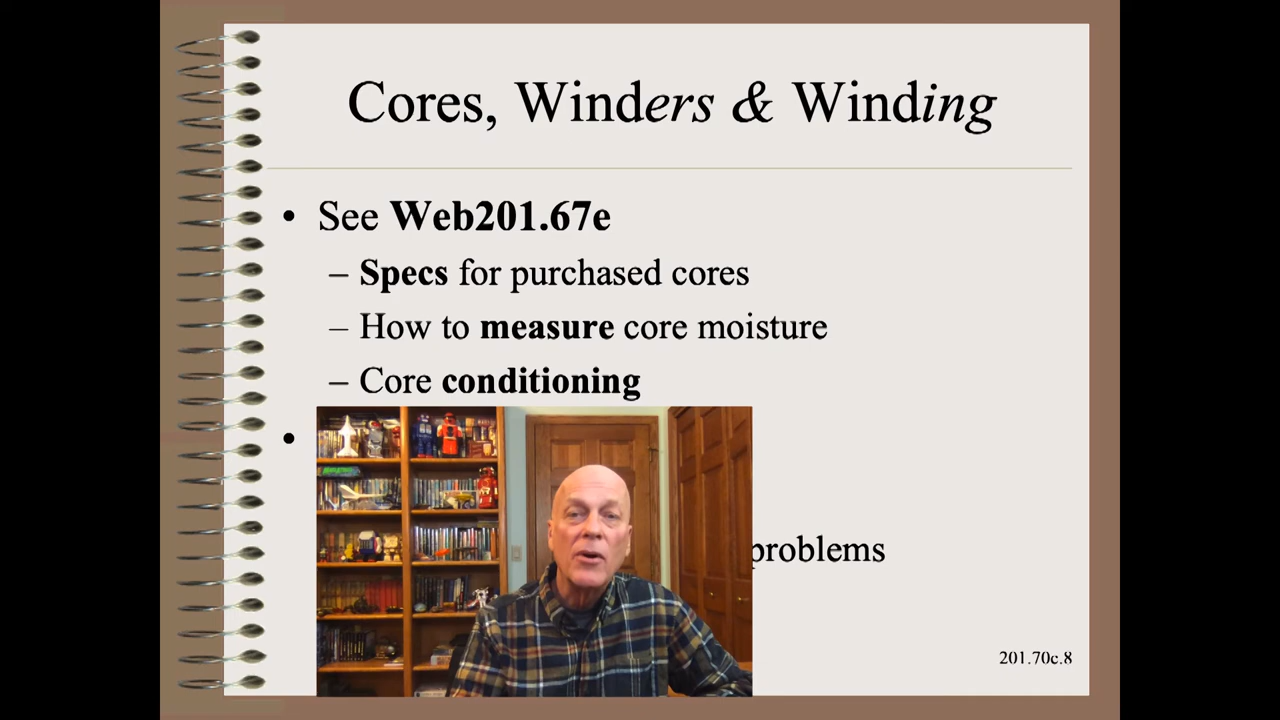 Cores, Winders & Winding
• See Web201.67e
– Specs for purchased cores
– How to measure core moisture
– Core conditioning
•
problems
201.70c.8